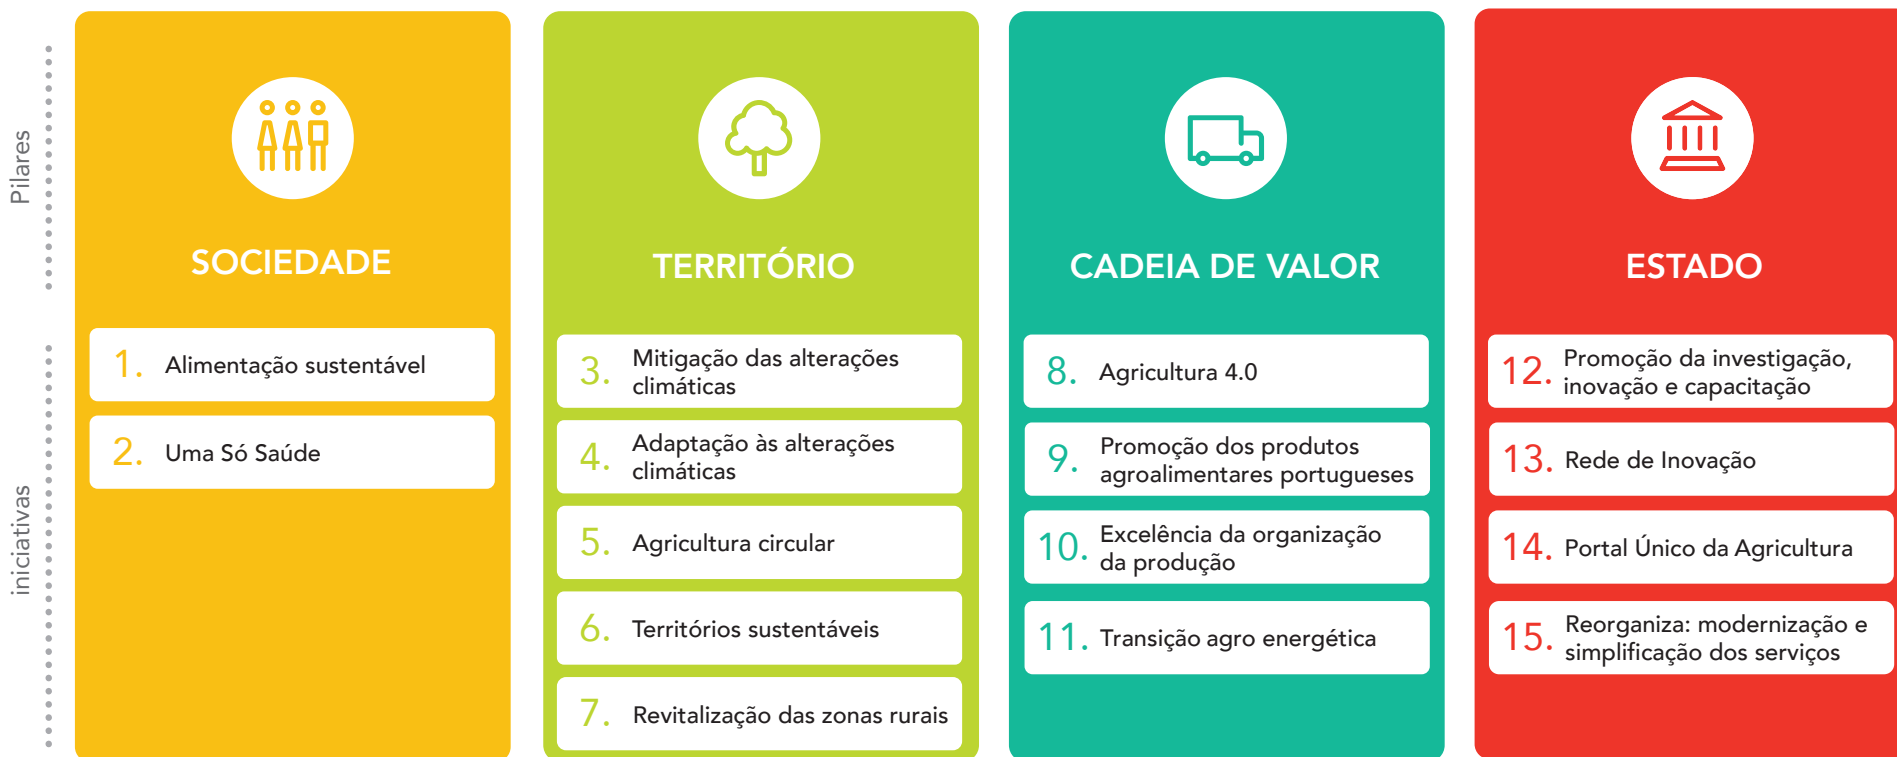 Pilares
iniciativas
SOCIEDADE
1. Alimentação sustentável
2. Uma Só Saúde
TERRITÓRIO
3. Mitigação das alterações
climáticas
4. Adaptação às alterações
climáticas
5. Agricultura circular
6. Territórios sustentáveis
7. Revitalização das zonas rurais
CADEIA DE VALOR
8. Agricultura 4.0
9. Promoção dos produtos
agroalimentares portugueses
10. Excelência da organização
da produção
11. Transição agro energética
ESTADO
12. Promoção da investigação,
inovação e capacitação
13. Rede de Inovação
14. Portal Único da Agricultura
15. Reorganiza: modernização e
simplificação dos serviços